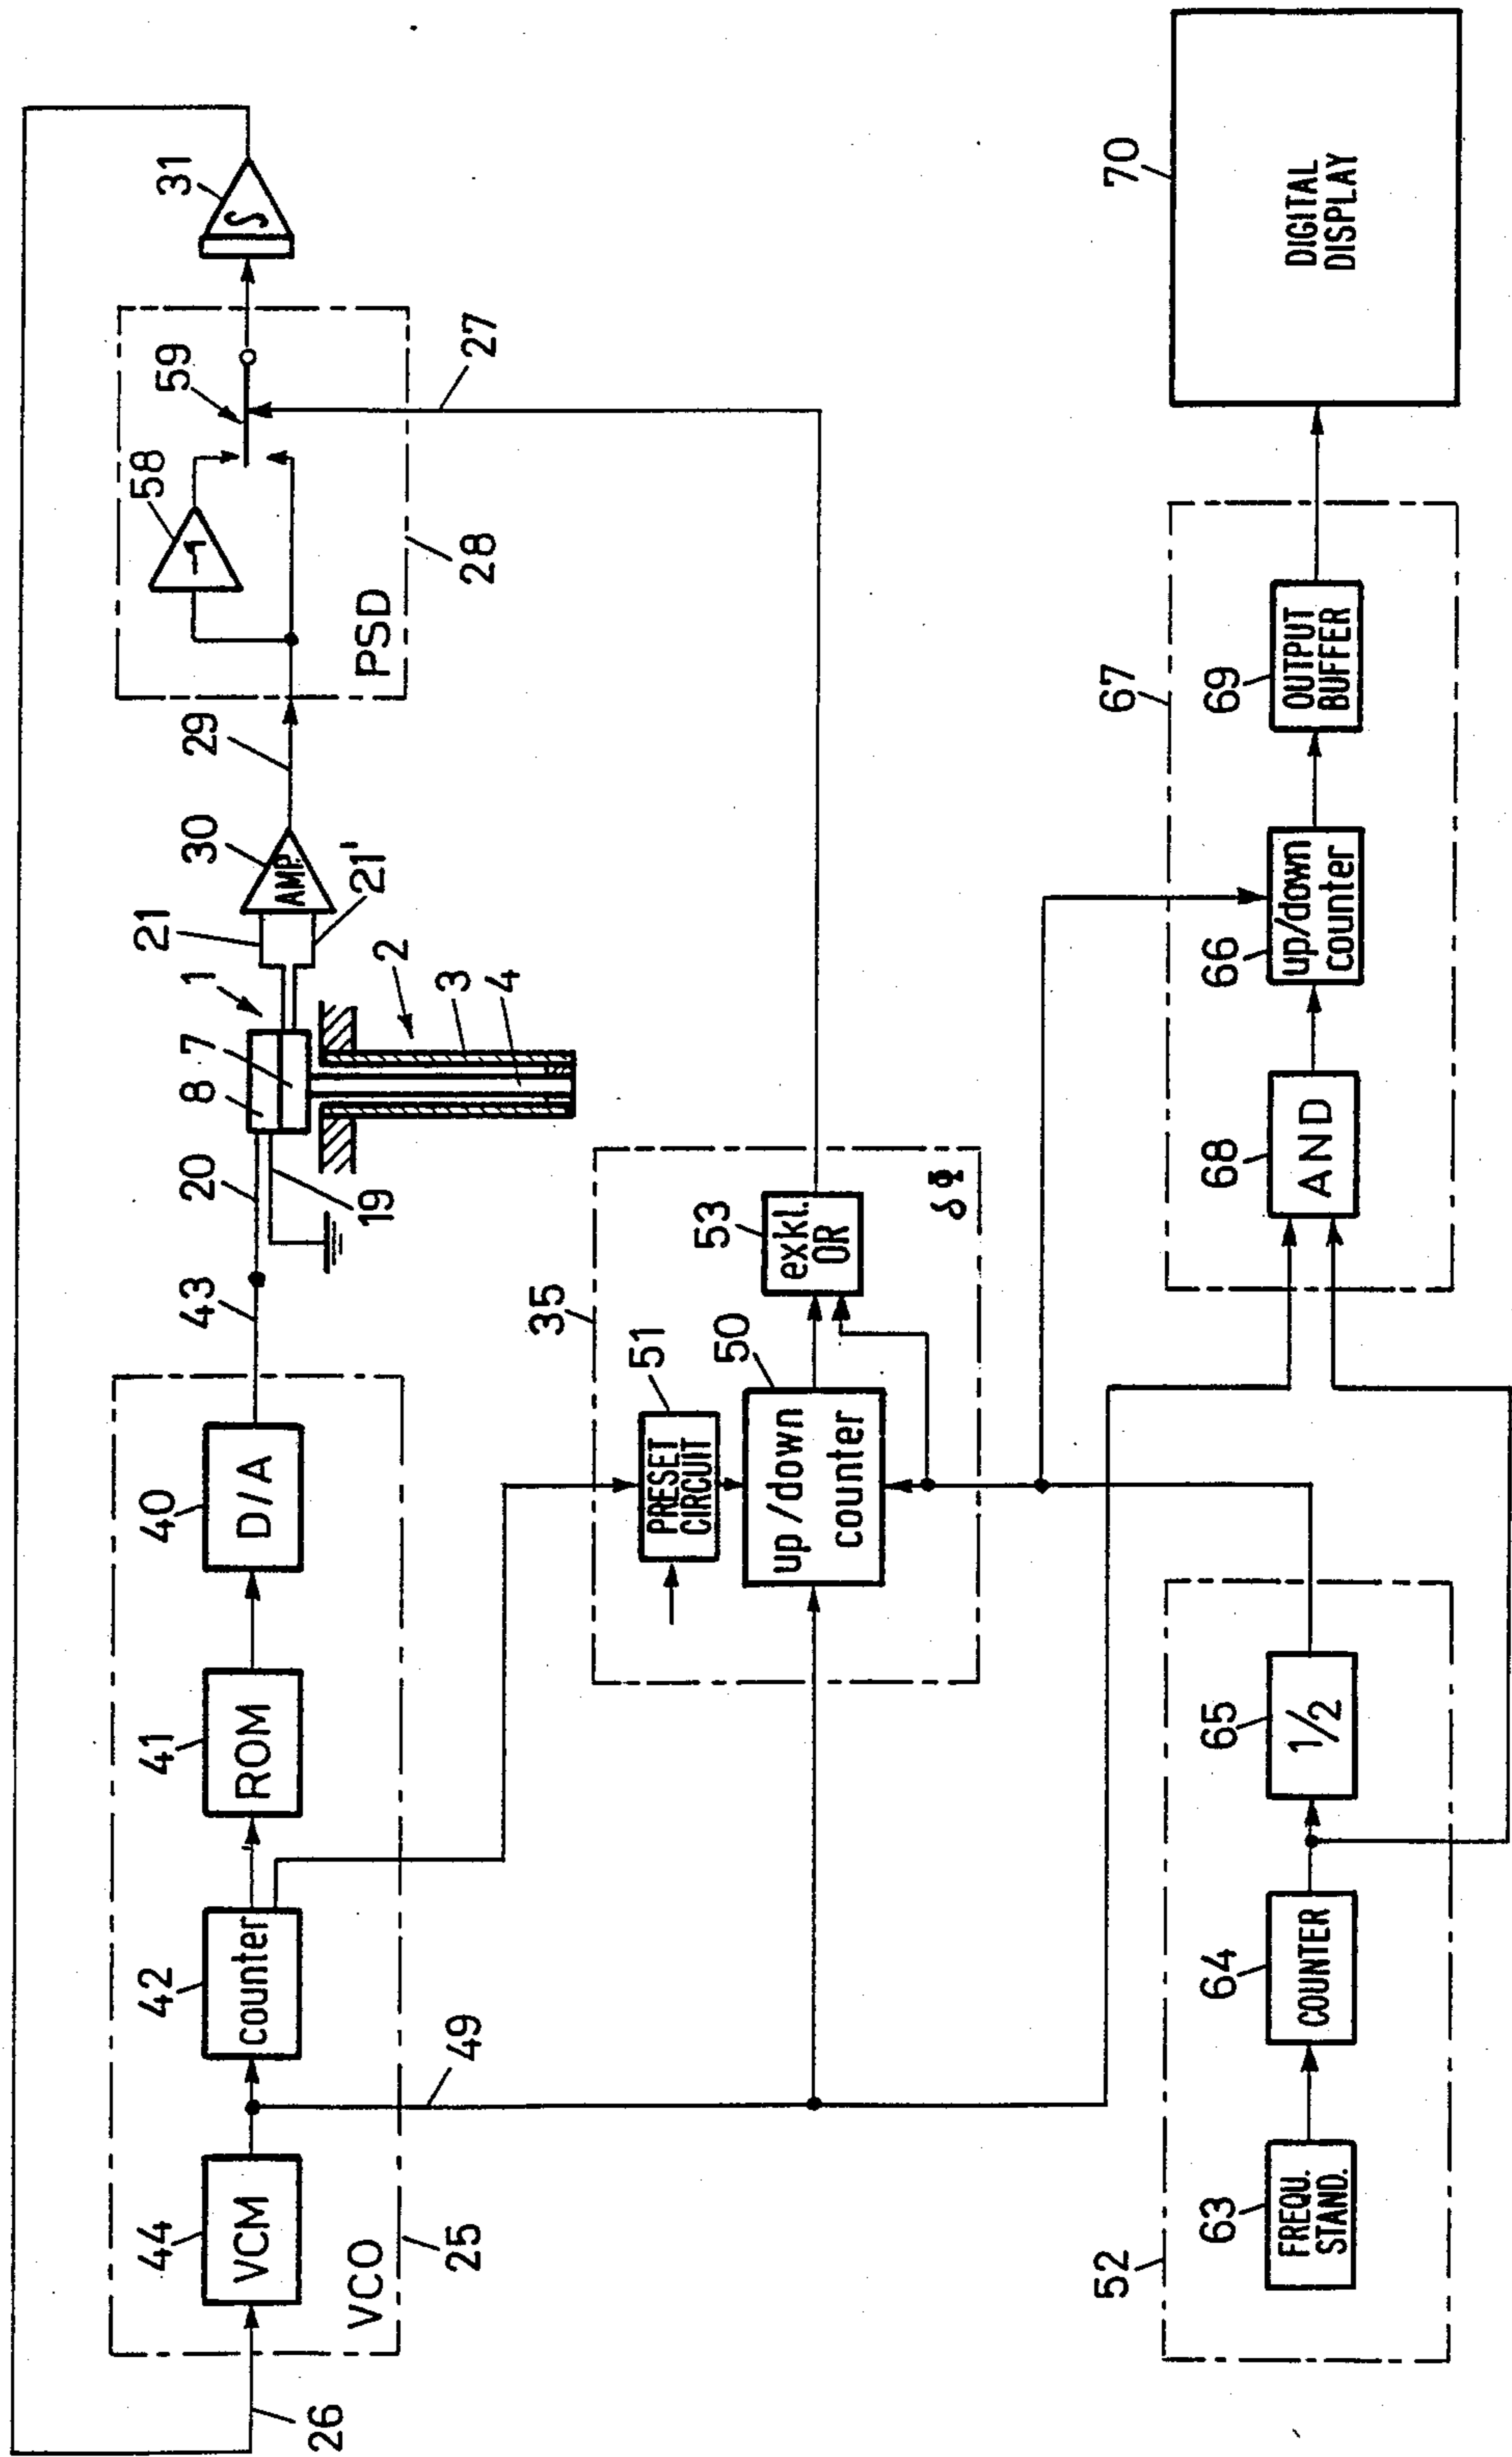 31
59
58
27
28
PSD
29
30
AMP.
21
21'
1
2
3
4
7
8
20
19
43
40
D/A
41
ROM
42
counter
44
VCM
VCO
25
26
49
35
51
PRESET
CIRCUIT
50
up/down
counter
53
exkl.
OR
δΦ
52
63
FREQU.
STAND.
64
COUNTER
65
1/2
67
68
AND
66
up/down
counter
69
OUTPUT
BUFFER
70
DIGITAL
DISPLAY